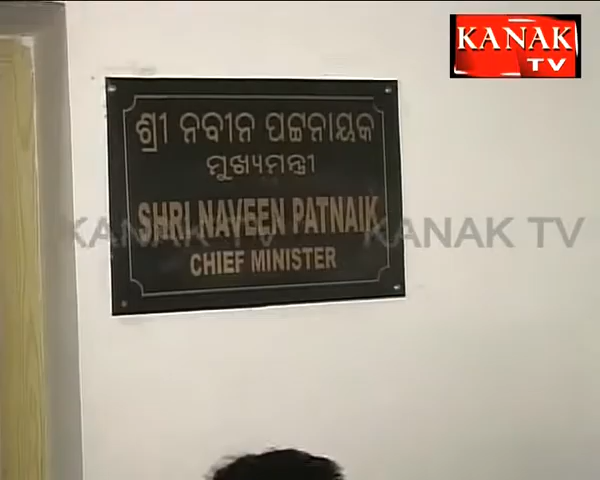 KANAK
TV
ଶ୍ରୀ ନବୀନ ପଟ୍ଟନାୟକ
ମୁଖ୍ୟମନ୍ତ୍ରୀ
SHRI NAVEEN PATNAIK
KANAK TV KANAK TV
CHIEF MINISTER